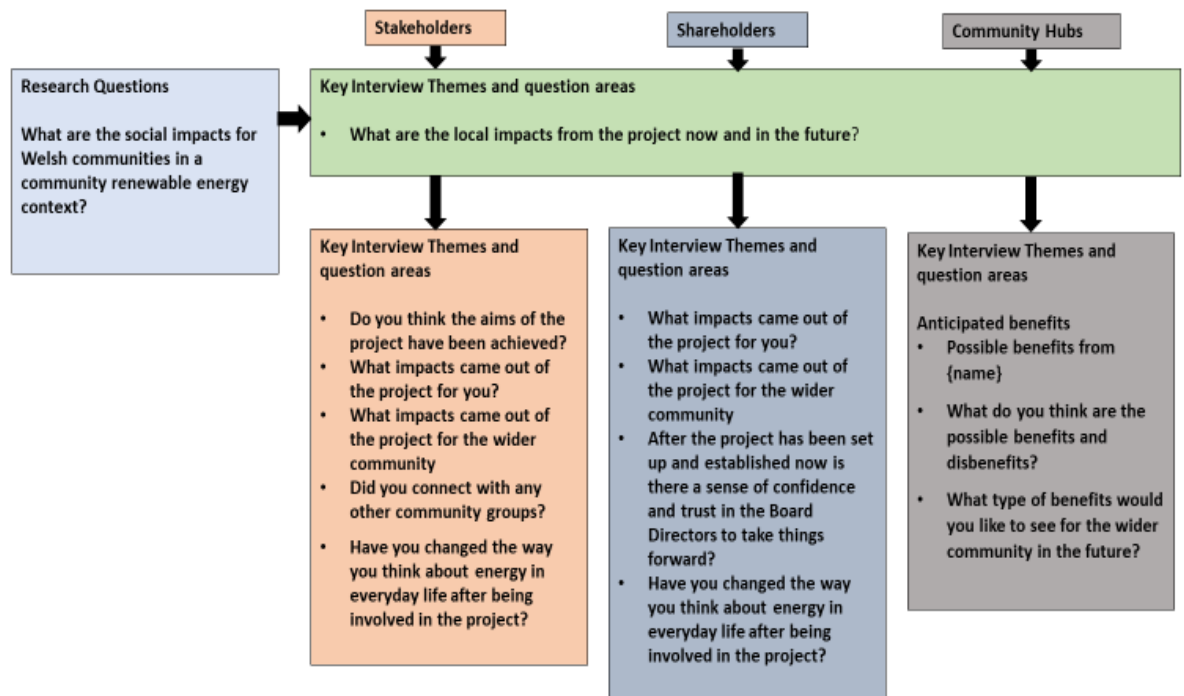 Stakeholders
Shareholders
Community Hubs
Research Questions
What are the social impacts for
Welsh communities in a
community renewable energy
context?
Key Interview Themes and question areas
• What are the local impacts from the project now and in the future?
Key Interview Themes and
question areas
• Do you think the aims of the
project have been achieved?
• What impacts came out of
the project for you?
• What impacts came out of
the project for the wider
community
• Did you connect with any
other community groups?
• Have you changed the way
you think about energy in
everyday life after being
involved in the project?
Key Interview Themes and
question areas
• What impacts came out of
the project for you?
• What impacts came out of
the project for the wider
community
• After the project has been set
up and established now is
there a sense of confidence
and trust in the Board
Directors to take things
forward?
• Have you changed the way
you think about energy in
everyday life after being
involved in the project?
Key Interview Themes and
question areas
Anticipated benefits
• Possible benefits from
{name}
• What do you think are the
possible benefits and
disbenefits?
• What type of benefits would
you like to see for the wider
community in the future?